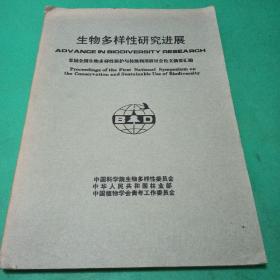 生物多样性研究进展
ADVANCE IN BIODIVERSITY RESEARCH
首届全国生物多样性保护与持续利用研讨会论文摘要汇编
Proceedings of the First National Symposium on
the Conservation and Sustainable Use of Biodiversity
中国科学院生物多样性委员会
中华人民共和国林业部
中国植物学会青年工作委员会